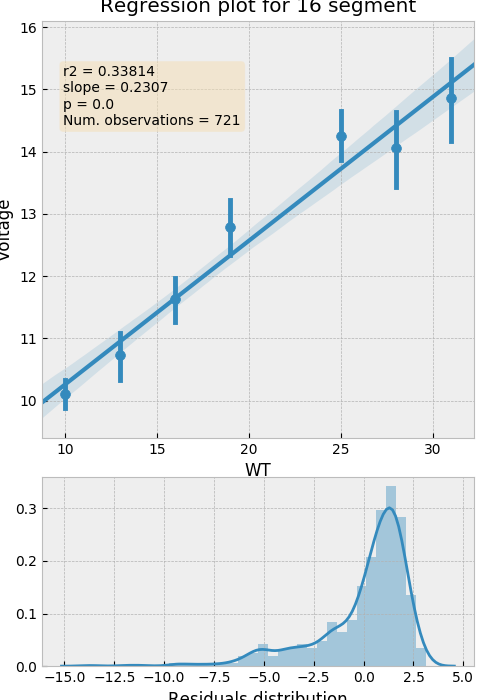 Regression plot for 16 segment
16
r2 = 0.33814
slope = 0.2307
p = 0.0
Num. observations = 721
15
14
13
12
11
10
Voltage
10 15 20 25 30
WT
0.3
0.2
0.1
0.0
−15.0 −12.5 −10.0 −7.5 −5.0 −2.5 0.0 2.5 5.0
Residuals distribution